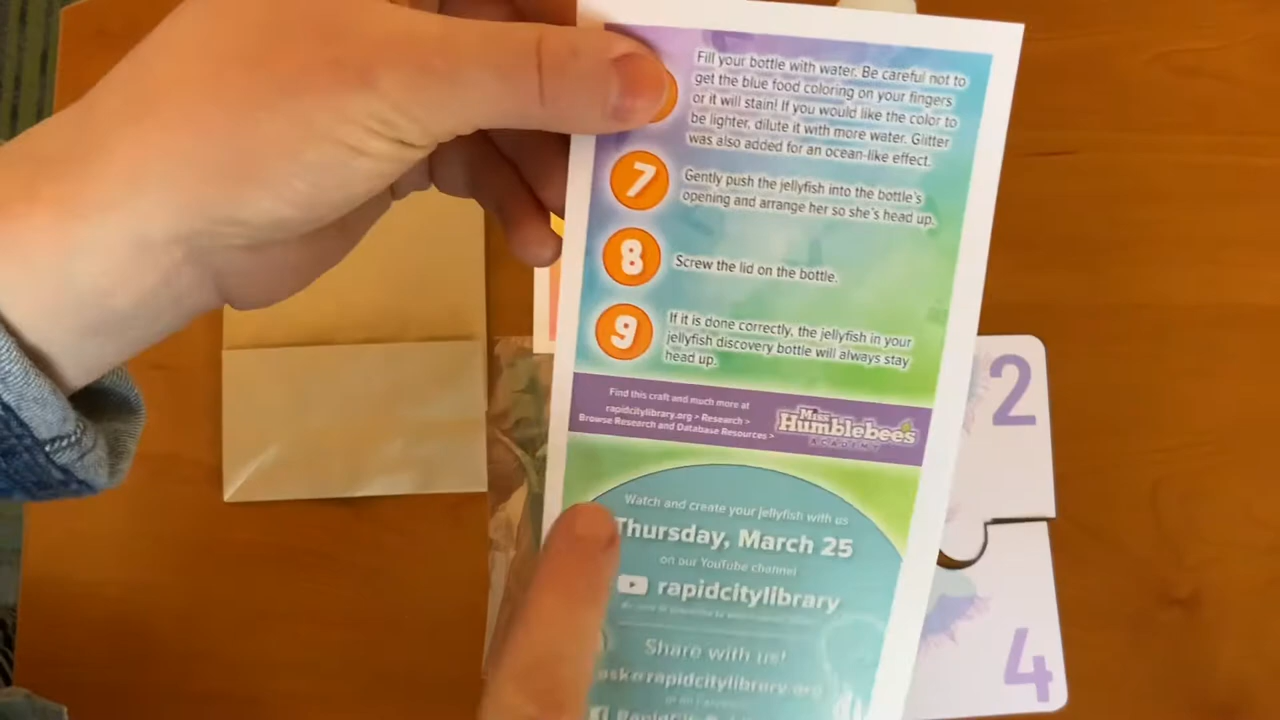 Fill your bottle with water. Be careful not to
get the blue food coloring on your fingers
or it will stain! If you would like the color to
be lighter, dilute it with more water. Glitter
was also added for an ocean-like effect.
7
Gently push the jellyfish into the bottle's
opening and arrange her so she's head up.
8
Screw the lid on the bottle.
9
If it is done correctly, the jellyfish in your
jellyfish discovery bottle will always stay
head up.
Find this craft and much more at
rapidcitylibrary.org > Research >
Browse Research and Database Resources >
Miss
Humblebee's
ACADEMY
Watch and create your jellyfish with us
Thursday, March 25
on our YouTube channel
rapidcitylibrary
Share with us!
ask@rapidcitylibrary.org
2
4